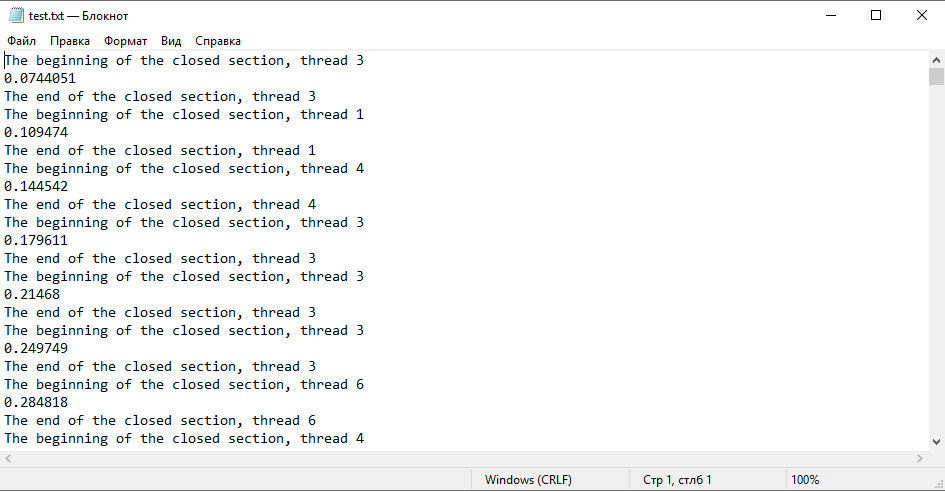 test.txt — Блокнот
Файл Правка Формат Вид Справка
The beginning of the closed section, thread 3
0.0744051
The end of the closed section, thread 3
The beginning of the closed section, thread 1
0.109474
The end of the closed section, thread 1
The beginning of the closed section, thread 4
0.144542
The end of the closed section, thread 4
The beginning of the closed section, thread 3
0.179611
The end of the closed section, thread 3
The beginning of the closed section, thread 3
0.21468
The end of the closed section, thread 3
The beginning of the closed section, thread 3
0.249749
The end of the closed section, thread 3
The beginning of the closed section, thread 6
0.284818
The end of the closed section, thread 6
The beginning of the closed section, thread 4
Windows (CRLF) Стр 1, стлб 1 100%